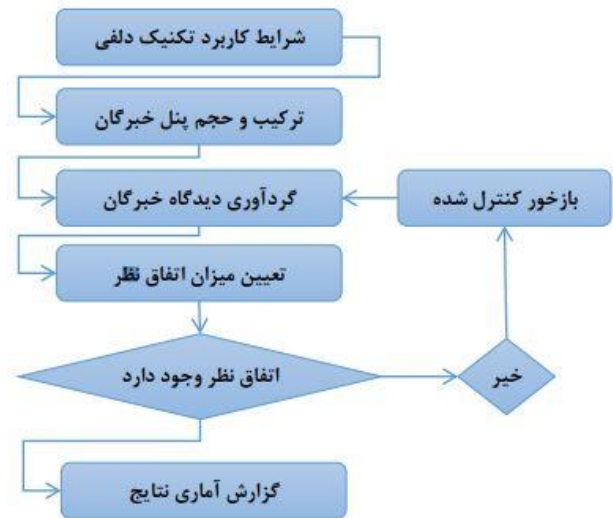 شرایط کاربرد تکنیک دلفی
ترکیب و حجم پنل خبرگان
گردآوری دیدگاه خبرگان
بازخور کنترل شده
تعیین میزان اتفاق نظر
اتفاق نظر وجود دارد
خیر
گزارش آماری نتایج